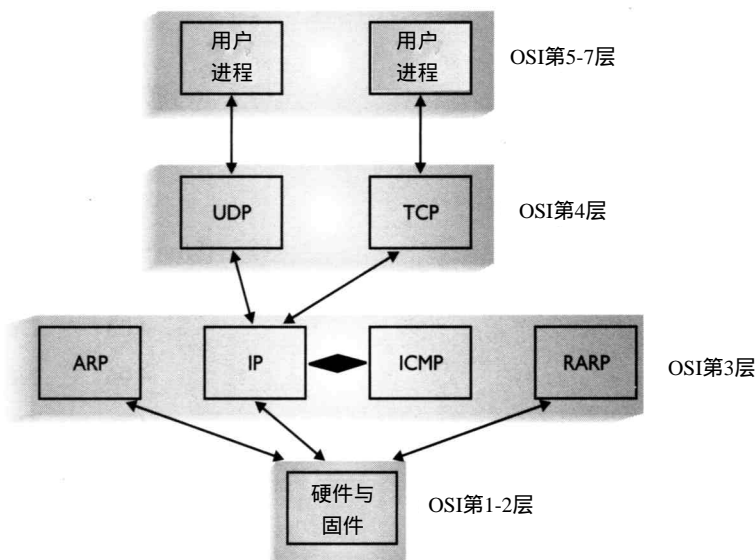 用户
进程
用户
进程
OSI第5-7层
UDP
TCP
OSI第4层
ARP
IP
ICMP
RARP
OSI第3层
硬件与
固件
OSI第1-2层